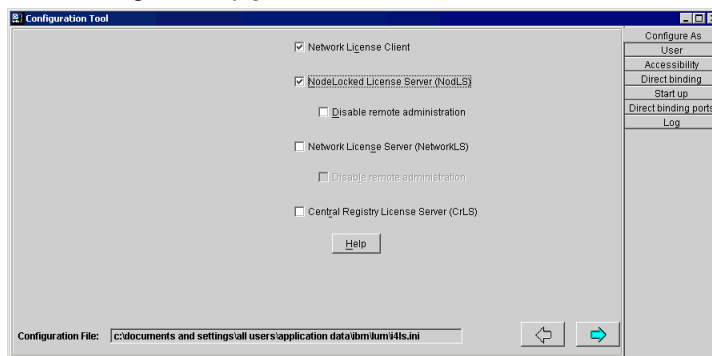 Configuration Tool
Configure As
User
Accessibility
Direct binding
Start up
Direct binding ports
Log
Network License Client
NodeLocked License Server (NodLS)
Disable remote administration
Network License Server (NetworkLS)
Disable remote administration
Central Registry License Server (CrLS)
Help
Configuration File: c:\documents and settings\all users\application data\ibm\lum\i4ls.ini